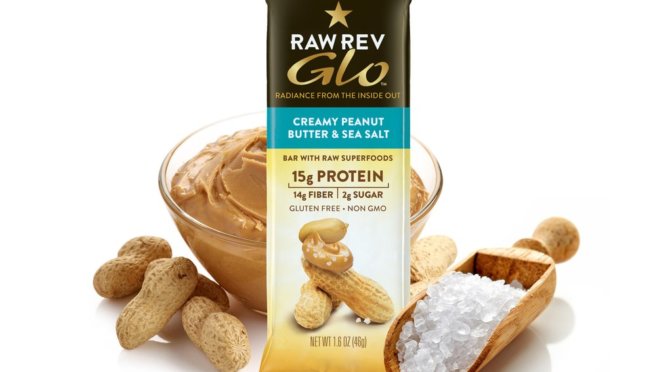 RAW REV
Glo™
RADIANCE FROM THE INSIDE OUT
CREAMY PEANUT
BUTTER & SEA SALT
BAR WITH RAW SUPERFOODS
15g PROTEIN
14g FIBER | 2g SUGAR
GLUTEN FREE • NON GMO
NET WT 1.6 OZ (46g)